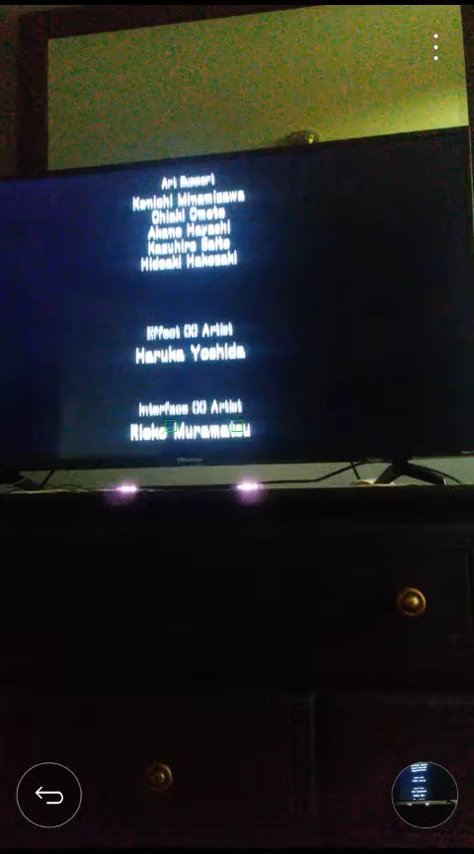 Art Support
Kenichi Minamisawa
Chiaki Omote
Akane Hayashi
Kazuhiro Saito
Hideaki Hakozaki
Effect CG Artist
Haruka Yoshida
Interface CG Artist
Rieko Muramatsu
Hisense